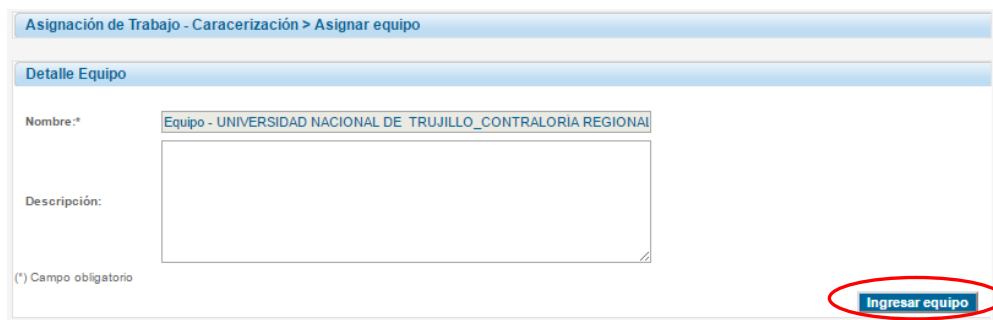 Asignación de Trabajo - Caracerización > Asignar equipo
Detalle Equipo
Nombre:* Equipo - UNIVERSIDAD NACIONAL DE TRUJILLO_CONTRALORÌA REGIONAL
Descripción:
(*) Campo obligatorio
Ingresar equipo